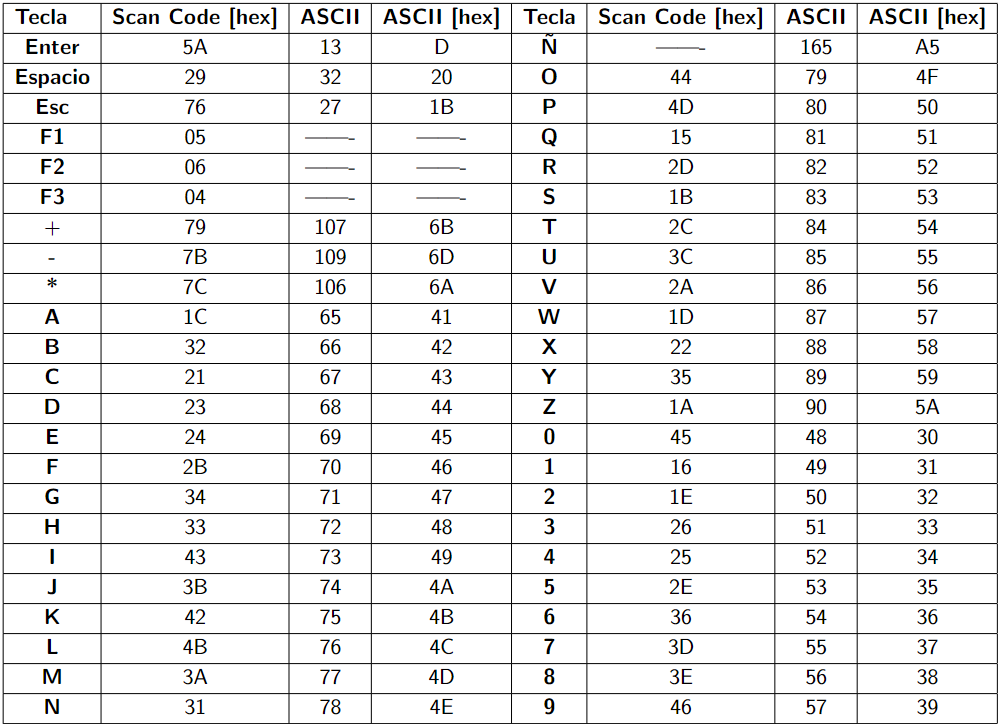 Tecla Scan Code [hex] ASCII ASCII [hex] Tecla Scan Code [hex] ASCII ASCII [hex]
Enter 5A 13 D Ñ ——- 165 A5
Espacio 29 32 20 O 44 79 4F
Esc 76 27 1B P 4D 80 50
F1 05 ——- ——- Q 15 81 51
F2 06 ——- ——- R 2D 82 52
F3 04 ——- ——- S 1B 83 53
+ 79 107 6B T 2C 84 54
- 7B 109 6D U 3C 85 55
* 7C 106 6A V 2A 86 56
A 1C 65 41 W 1D 87 57
B 32 66 42 X 22 88 58
C 21 67 43 Y 35 89 59
D 23 68 44 Z 1A 90 5A
E 24 69 45 0 45 48 30
F 2B 70 46 1 16 49 31
G 34 71 47 2 1E 50 32
H 33 72 48 3 26 51 33
I 43 73 49 4 25 52 34
J 3B 74 4A 5 2E 53 35
K 42 75 4B 6 36 54 36
L 4B 76 4C 7 3D 55 37
M 3A 77 4D 8 3E 56 38
N 31 78 4E 9 46 57 39